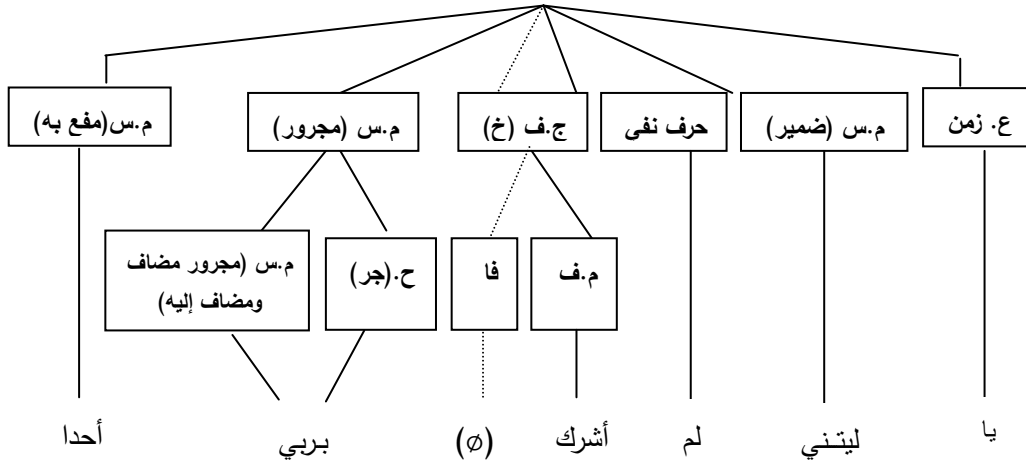 ع. زمن
م.س (ضمير)
حرف نفى
ج.ف (خ)
م.س (مجرور)
م.س(مفع به)
م.ف
فا
ح.(جر)
م.س (مجرور مضاف
ومضاف إليه)
يا
ليتني
لم
أشرك
(ø)
بربي
أحدا